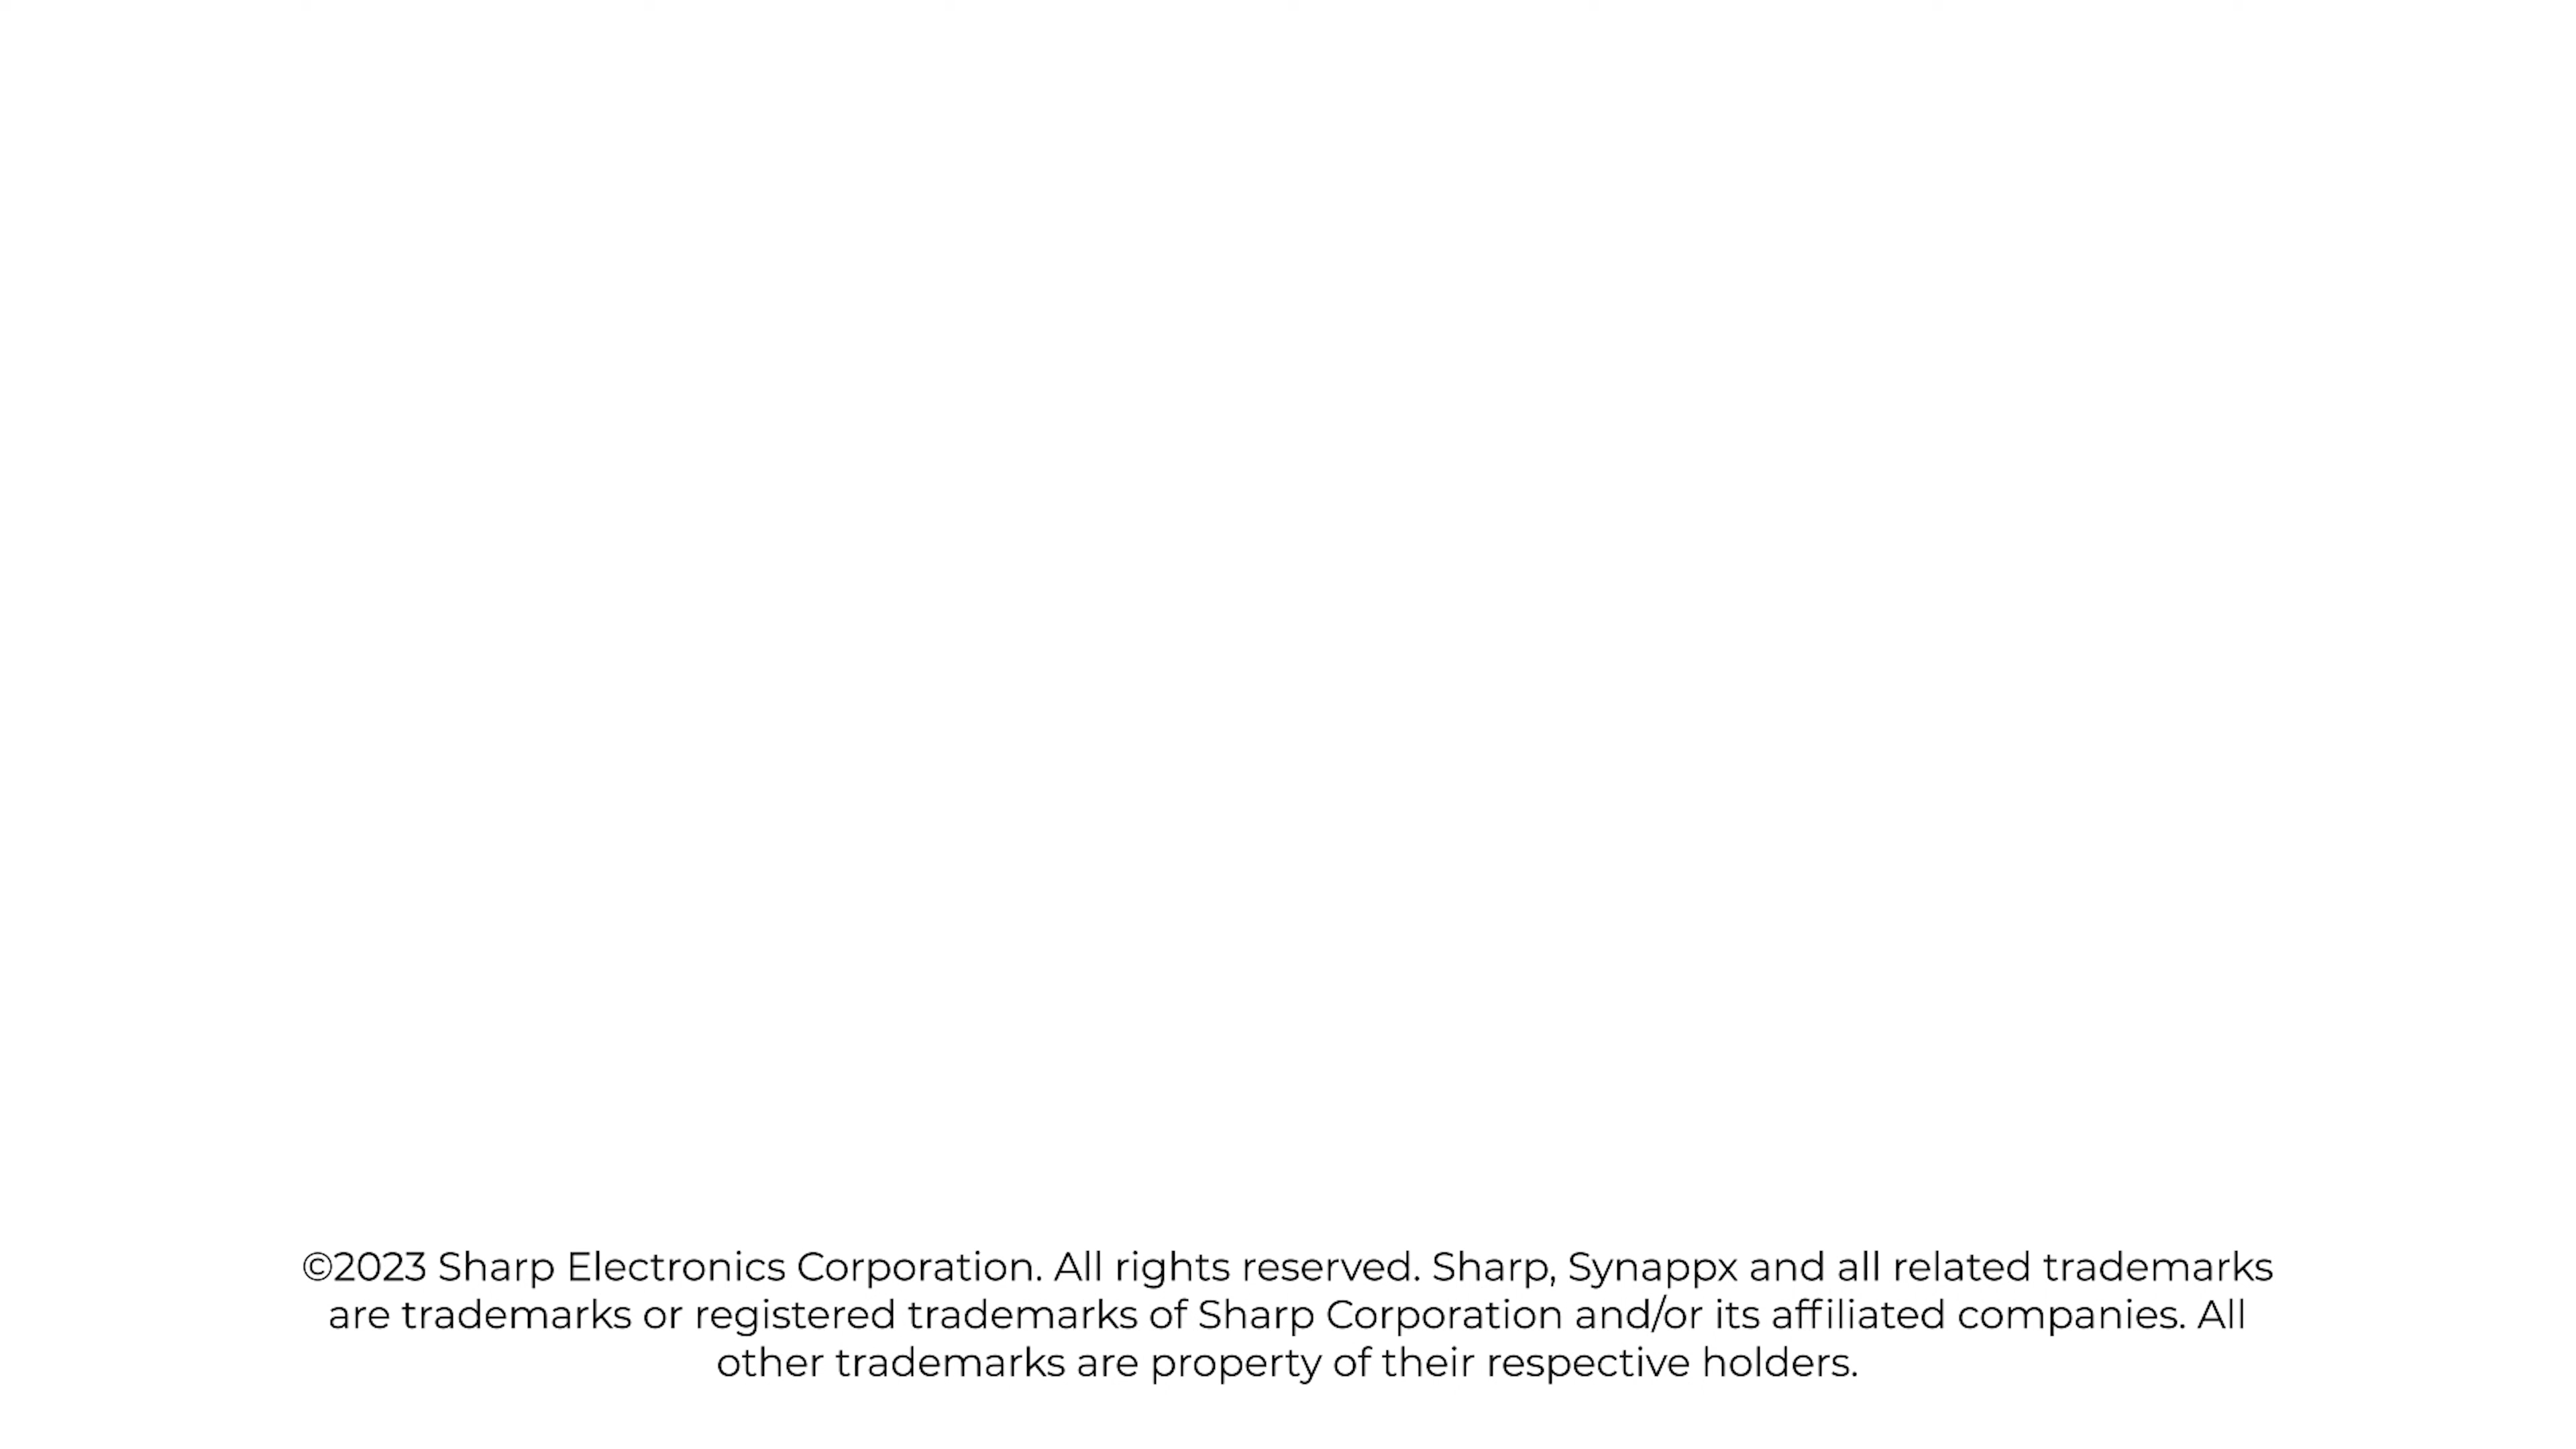 ©2023 Sharp Electronics Corporation. All rights reserved. Sharp, Synappx and all related trademarks
are trademarks or registered trademarks of Sharp Corporation and/or its affiliated companies. All
other trademarks are property of their respective holders.